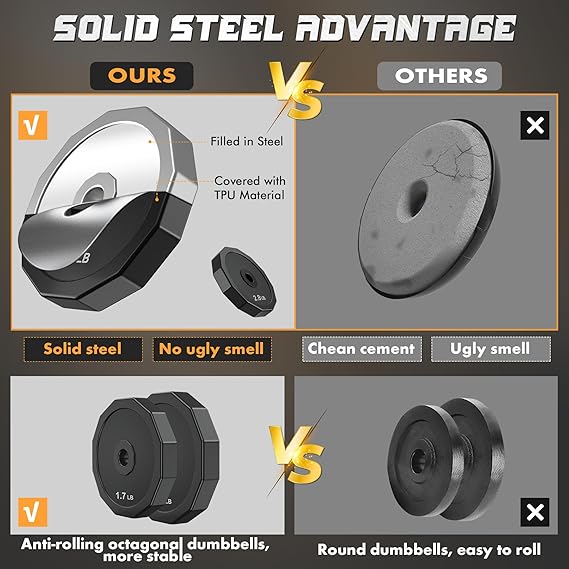 SOLID STEEL ADVANTAGE
OURS
VS
OTHERS
Filled in Steel
Covered with
TPU Material
LB
2.8 LB
Solid steel
No ugly smell
Chean cement
Ugly smell
VS
1.7 LB
LB
Anti-rolling octagonal dumbbells,
more stable
Round dumbbells, easy to roll